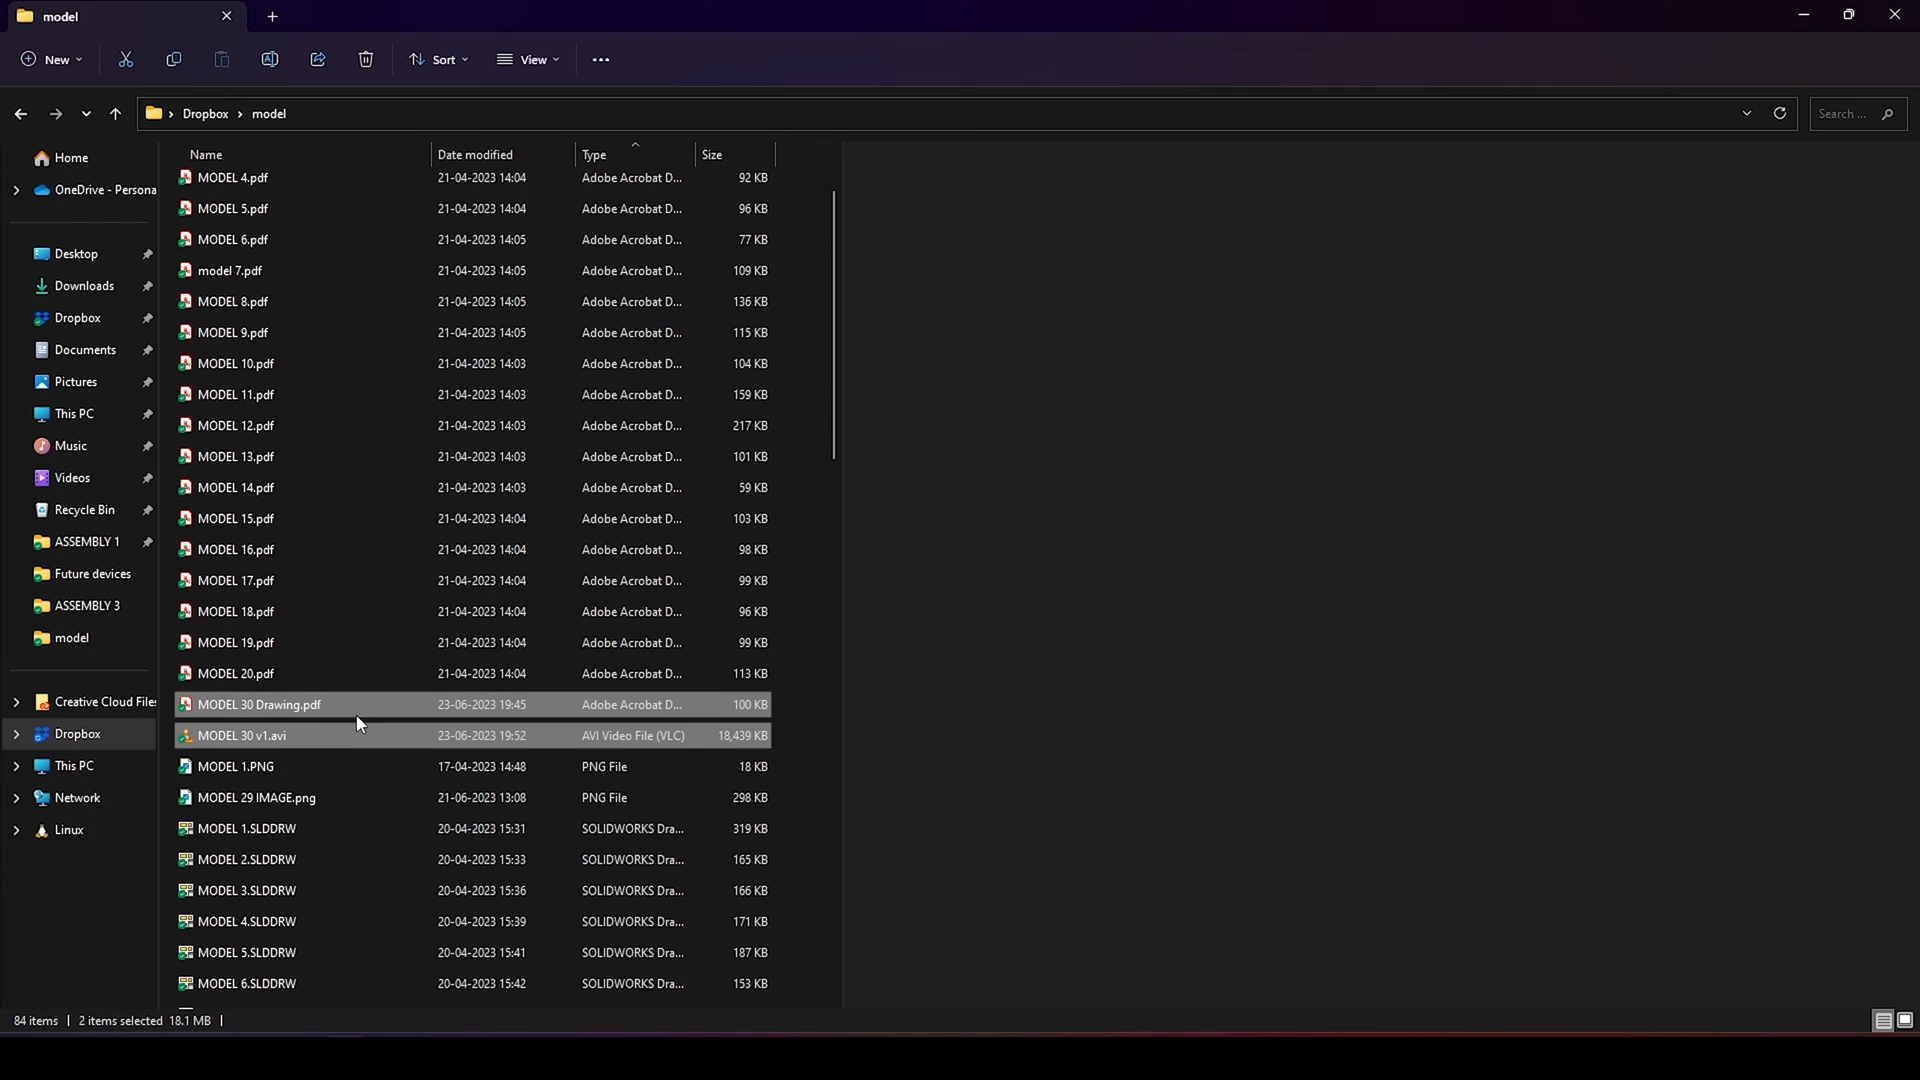 model
New
Sort
View
Dropbox > model
Search ...
Home
OneDrive - Persona
Desktop
Downloads
Dropbox
Documents
Pictures
This PC
Music
Videos
Recycle Bin
ASSEMBLY 1
Future devices
ASSEMBLY 3
model
Creative Cloud Files
Dropbox
This PC
Network
Linux
Name Date modified Type Size
MODEL 4.pdf 21-04-2023 14:04 Adobe Acrobat D... 92 KB
MODEL 5.pdf 21-04-2023 14:04 Adobe Acrobat D... 96 KB
MODEL 6.pdf 21-04-2023 14:05 Adobe Acrobat D... 77 KB
model 7.pdf 21-04-2023 14:05 Adobe Acrobat D... 109 KB
MODEL 8.pdf 21-04-2023 14:05 Adobe Acrobat D... 136 KB
MODEL 9.pdf 21-04-2023 14:05 Adobe Acrobat D... 115 KB
MODEL 10.pdf 21-04-2023 14:03 Adobe Acrobat D... 104 KB
MODEL 11.pdf 21-04-2023 14:03 Adobe Acrobat D... 159 KB
MODEL 12.pdf 21-04-2023 14:03 Adobe Acrobat D... 217 KB
MODEL 13.pdf 21-04-2023 14:03 Adobe Acrobat D... 101 KB
MODEL 14.pdf 21-04-2023 14:03 Adobe Acrobat D... 59 KB
MODEL 15.pdf 21-04-2023 14:04 Adobe Acrobat D... 103 KB
MODEL 16.pdf 21-04-2023 14:04 Adobe Acrobat D... 98 KB
MODEL 17.pdf 21-04-2023 14:04 Adobe Acrobat D... 99 KB
MODEL 18.pdf 21-04-2023 14:04 Adobe Acrobat D... 96 KB
MODEL 19.pdf 21-04-2023 14:04 Adobe Acrobat D... 99 KB
MODEL 20.pdf 21-04-2023 14:04 Adobe Acrobat D... 113 KB
MODEL 30 Drawing.pdf 23-06-2023 19:45 Adobe Acrobat D... 100 KB
MODEL 30 v1.avi 23-06-2023 19:52 AVI Video File (VLC) 18,439 KB
MODEL 1.PNG 17-04-2023 14:48 PNG File 18 KB
MODEL 29 IMAGE.png 21-06-2023 13:08 PNG File 298 KB
MODEL 1.SLDDRW 20-04-2023 15:31 SOLIDWORKS Dra... 319 KB
MODEL 2.SLDDRW 20-04-2023 15:33 SOLIDWORKS Dra... 165 KB
MODEL 3.SLDDRW 20-04-2023 15:36 SOLIDWORKS Dra... 166 KB
MODEL 4.SLDDRW 20-04-2023 15:39 SOLIDWORKS Dra... 171 KB
MODEL 5.SLDDRW 20-04-2023 15:41 SOLIDWORKS Dra... 187 KB
MODEL 6.SLDDRW 20-04-2023 15:42 SOLIDWORKS Dra... 153 KB
84 items | 2 items selected 18.1 MB |